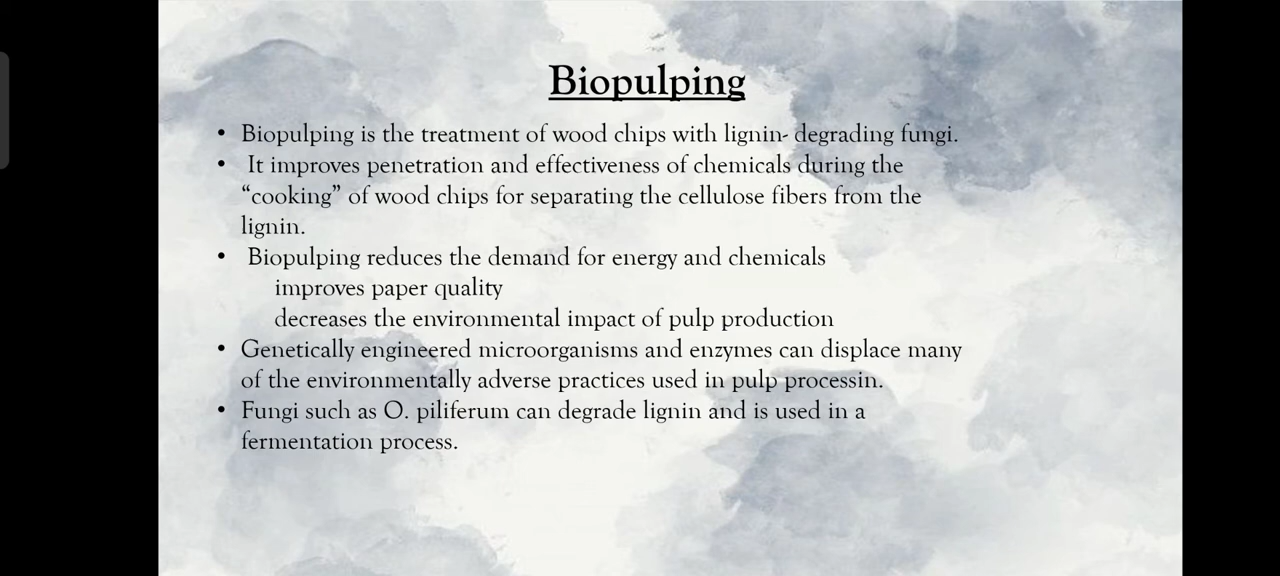 Biopulping
• Biopulping is the treatment of wood chips with lignin- degrading fungi.
• It improves penetration and effectiveness of chemicals during the
“cooking” of wood chips for separating the cellulose fibers from the
lignin.
• Biopulping reduces the demand for energy and chemicals
improves paper quality
decreases the environmental impact of pulp production
• Genetically engineered microorganisms and enzymes can displace many
of the environmentally adverse practices used in pulp processin.
• Fungi such as O. piliferum can degrade lignin and is used in a
fermentation process.